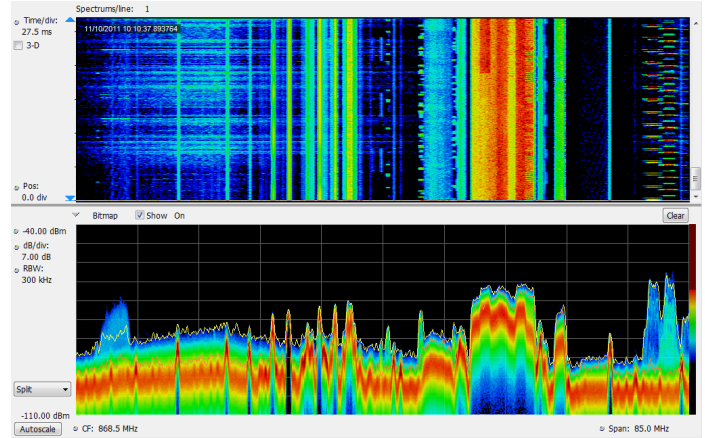 Spectrums/line: 1
Time/div:
27.5 ms
3-D
11/10/2011 10:10:37.893764
Pos:
0.0 div
Bitmap Show On Clear
-40.00 dBm
dB/div:
7.00 dB
RBW:
300 kHz
Split
-110.00 dBm
Autoscale CF: 868.5 MHz Span: 85.0 MHz